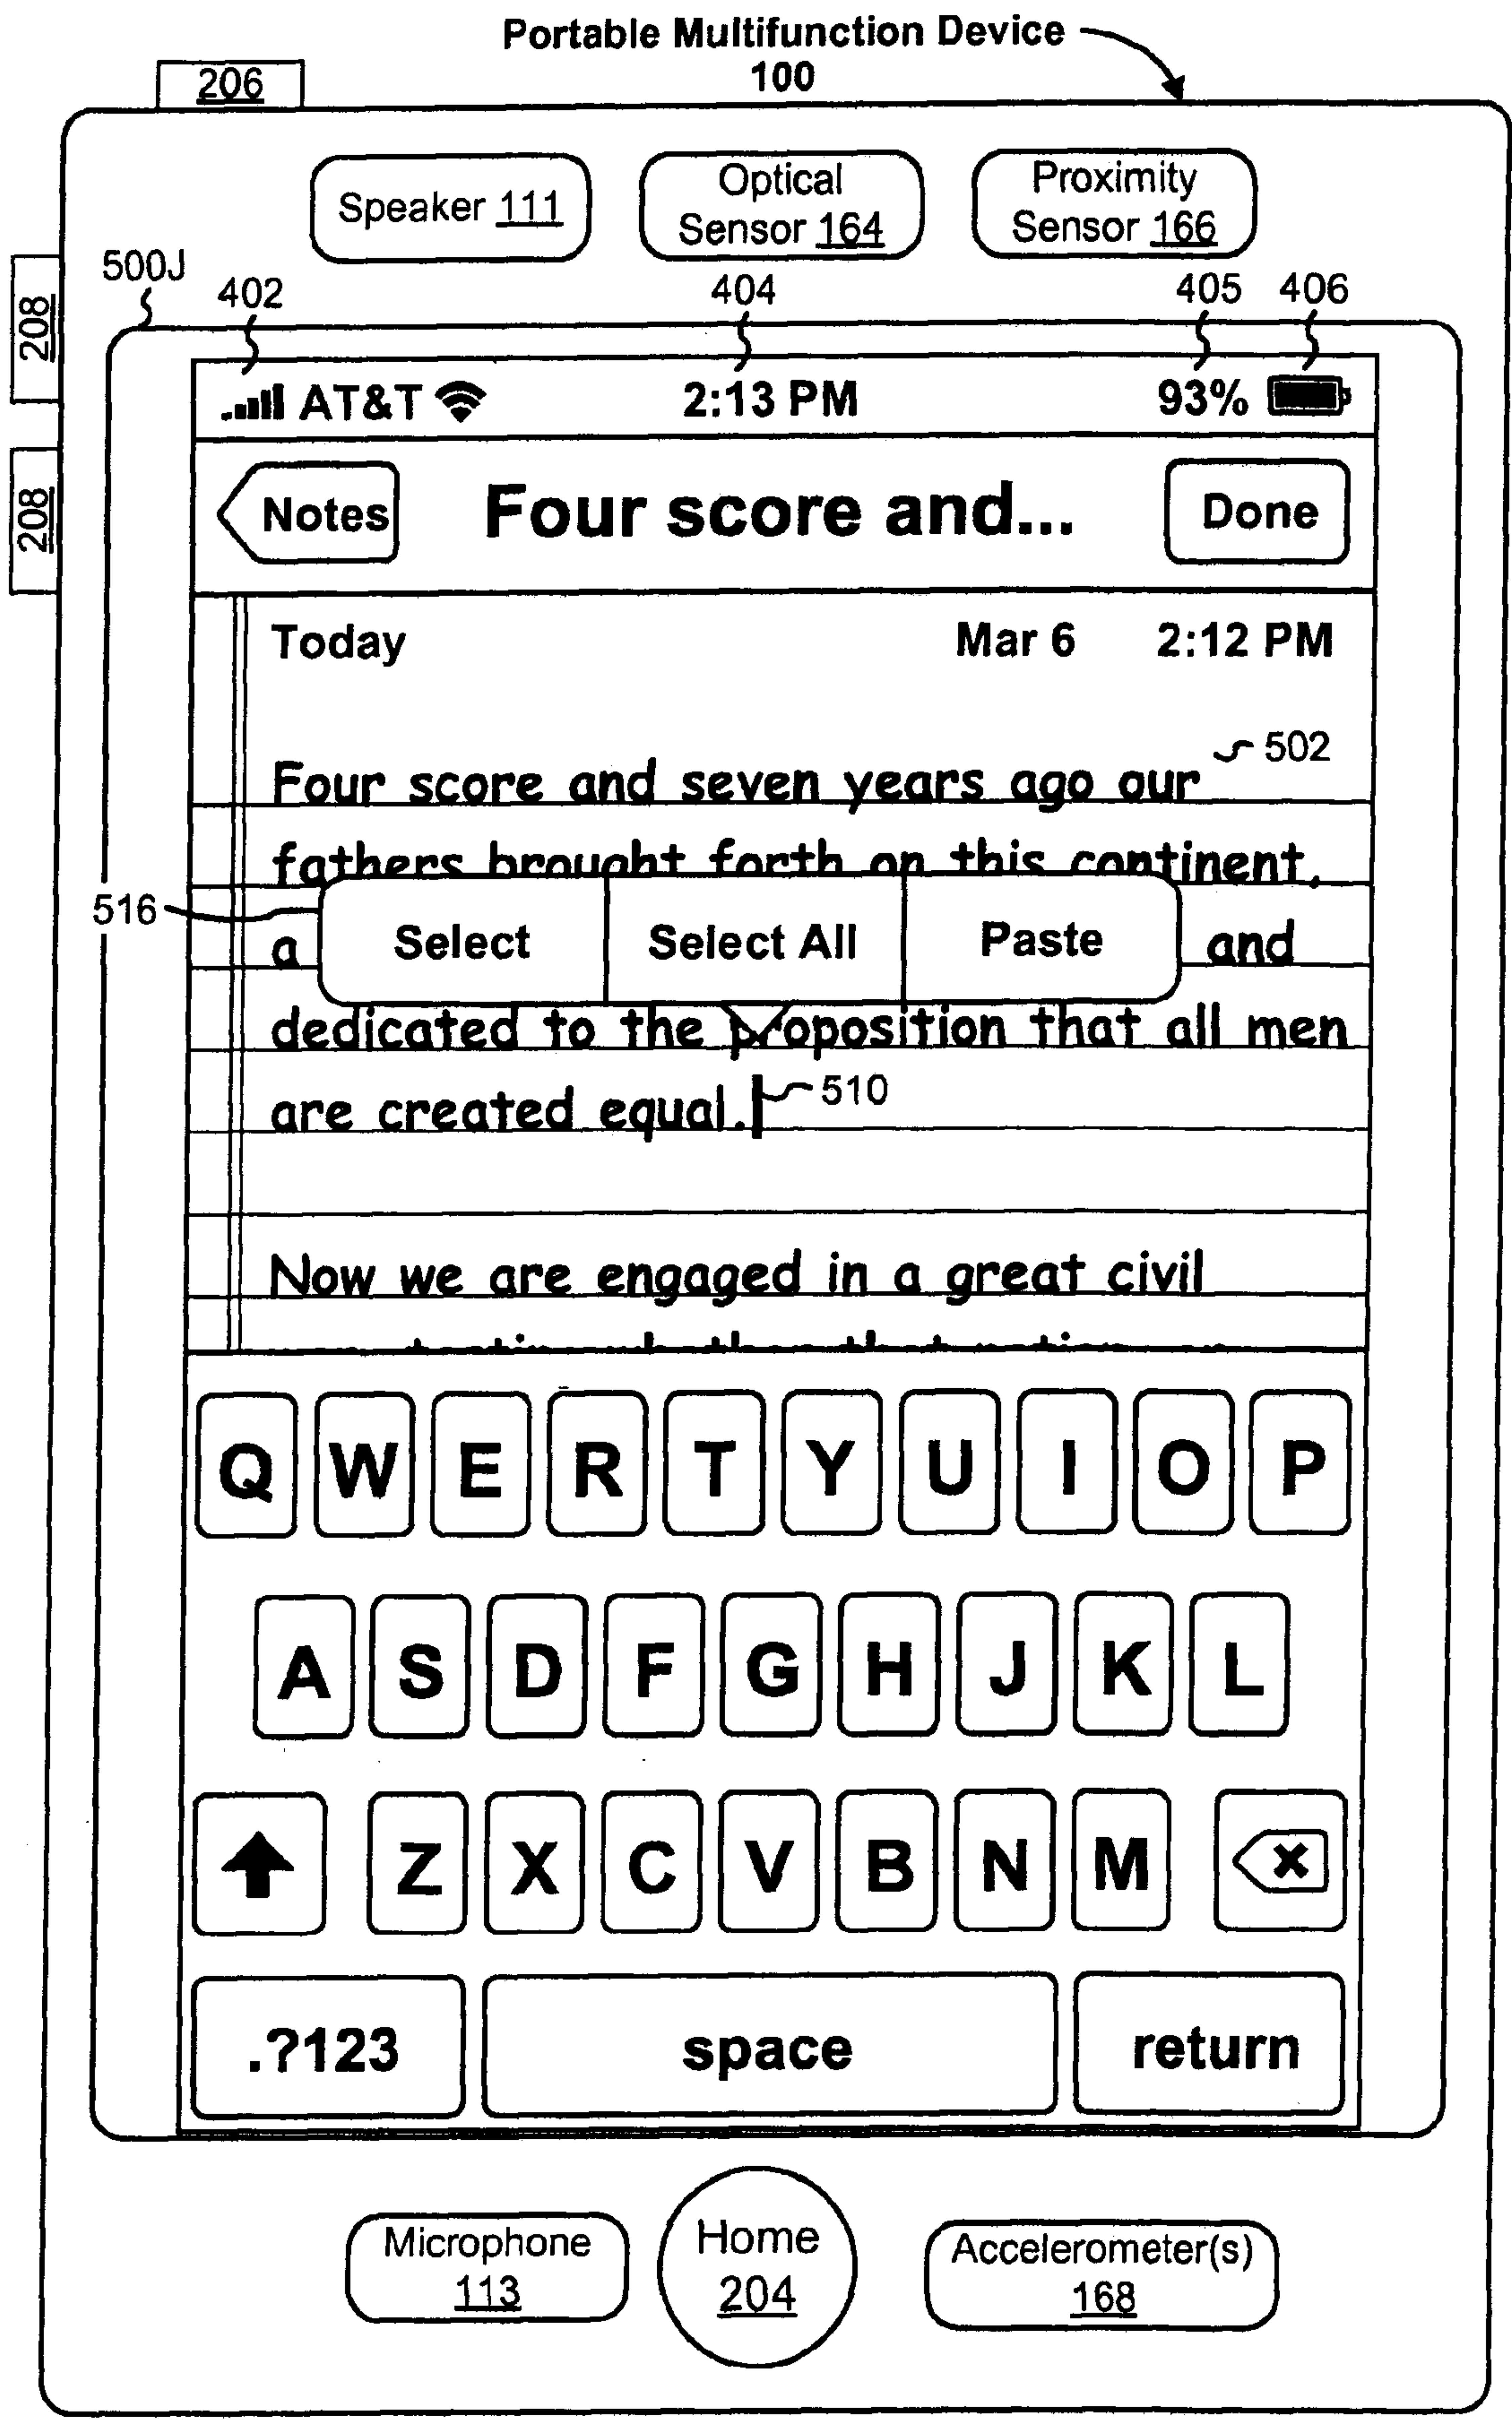 Portable Multifunction Device
100
206
Speaker 111
Optical
Sensor 164
Proximity
Sensor 166
500J
402
404
405
406
208
208
AT&T
2:13 PM
93%
Notes
Four score and...
Done
Today
Mar 6
2:12 PM
502
Four score and seven years ago our
fathers brought forth on this continent,
516
Select
Select All
Paste
a
and
dedicated to the proposition that all men
are created equal.
510
Now we are engaged in a great civil
Q W E R T Y U I O P
A S D F G H J K L
Z X C V B N M
.?123
space
return
Microphone
113
Home
204
Accelerometer(s)
168